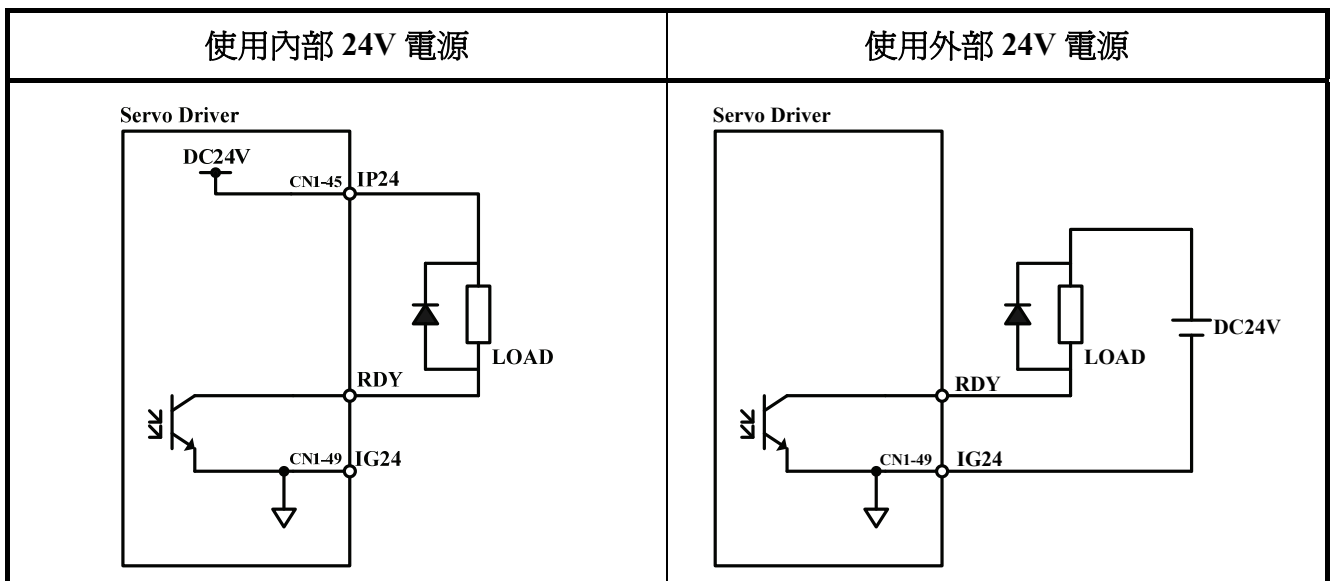 使用內部 24V 電源
使用外部 24V 電源
Servo Driver
DC24V
CN1-45
IP24
LOAD
RDY
CN1-49
IG24
Servo Driver
DC24V
LOAD
RDY
CN1-49
IG24